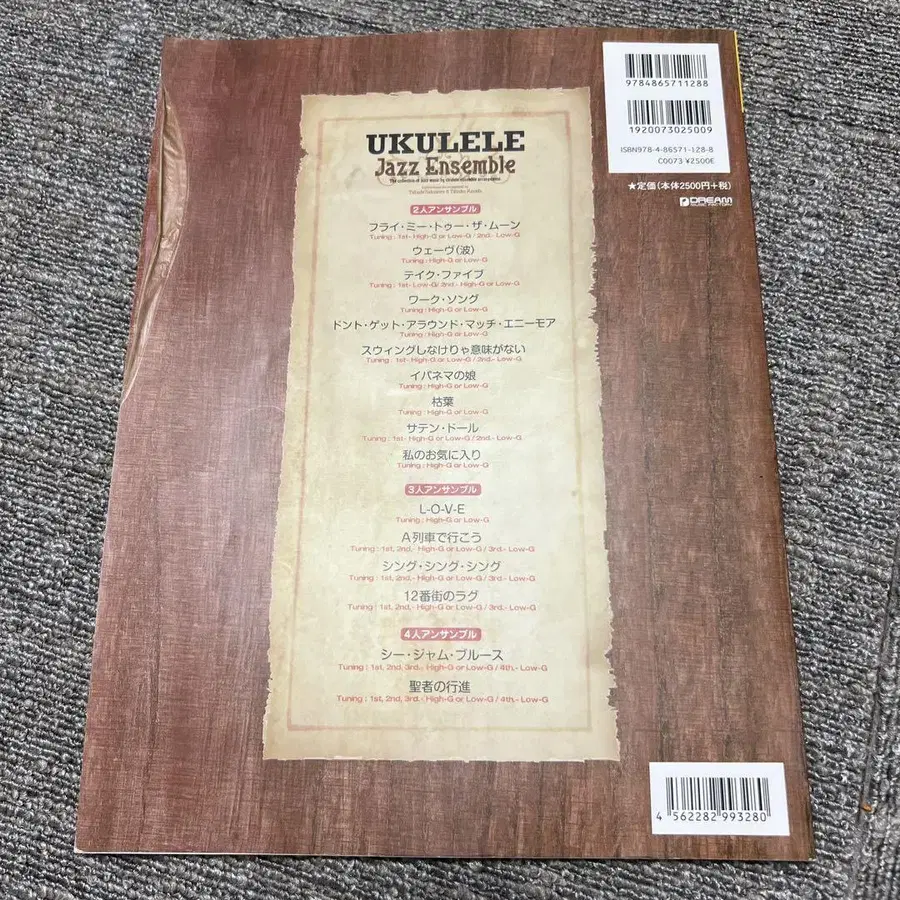 9784865711288
1920073025009
ISBN978-4-86571-128-8
C0073 ¥2500E
★定価(本体2500円+税)
DREAM
MUSIC FACTORY
UKULELE
Jazz Ensemble
2人アンサンブル
フライ・ミー・トゥー・ザ・ムーン
Tuning : 1st- High-G or Low-G / 2nd- Low-G
ウェーヴ(波)
Tuning : High-G or Low-G
テイク・ファイブ
Tuning : 1st- Low-G/ 2nd- High-G or Low-G
ワーク・ソング
Tuning : High-G or Low-G
ドント・ゲット・アラウンド・マッチ・エニーモア
Tuning : High-G or Low-G
スウィングしなけりゃ意味がない
Tuning : 1st- High-G or Low-G / 2nd- Low-G
イパネマの娘
Tuning : High-G or Low-G
枯葉
Tuning : High-G or Low-G
サテン・ドール
Tuning : 1st- High-G or Low-G / 2nd.- Low-G
私のお気に入り
Tuning : High-G or Low-G
3人アンサンブル
L-O-V-E
Tuning : High-G or Low-G
A列車で行こう
Tuning : 1st, 2nd,- High-G or Low-G / 3rd.- Low-G
シング・シング・シング
Tuning : 1st, 2nd,- High-G or Low-G / 3rd.- Low-G
12番街のラグ
Tuning : 1st, 2nd,- High-G or Low-G / 3rd.- Low-G
4人アンサンブル
シー・ジャム・ブルース
Tuning : 1st, 2nd, 3rd.- High-G or Low-G / 4th.- Low-G
聖者の行進
Tuning : 1st, 2nd, 3rd.- High-G or Low-G / 4th.- Low-G
4 562282 993280